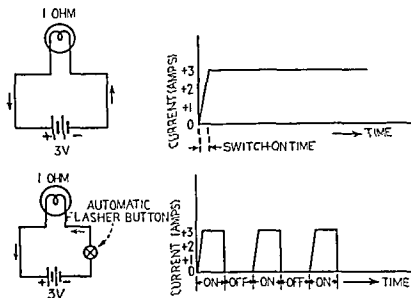 1 OHM
+ -
3V
CURRENT (AMPS)
+3
+2
+1
0
TIME
SWITCH-ON TIME
1 OHM
AUTOMATIC
FLASHER BUTTON
+ -
3V
CURRENT (AMPS)
+3
+2
+1
0
TIME
ON OFF ON OFF ON